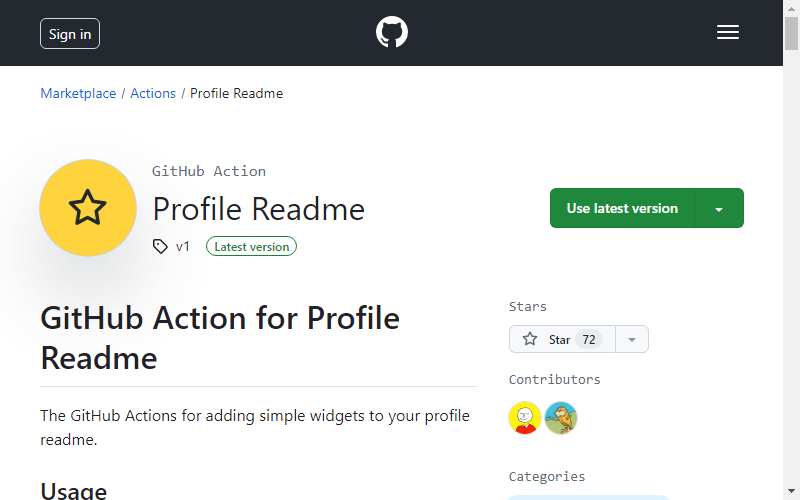 Sign in
Marketplace / Actions / Profile Readme
GitHub Action
Profile Readme
v1 Latest version
Use latest version
GitHub Action for Profile
Readme
The GitHub Actions for adding simple widgets to your profile
readme.
Usage
Stars
Star 72
Contributors
Categories